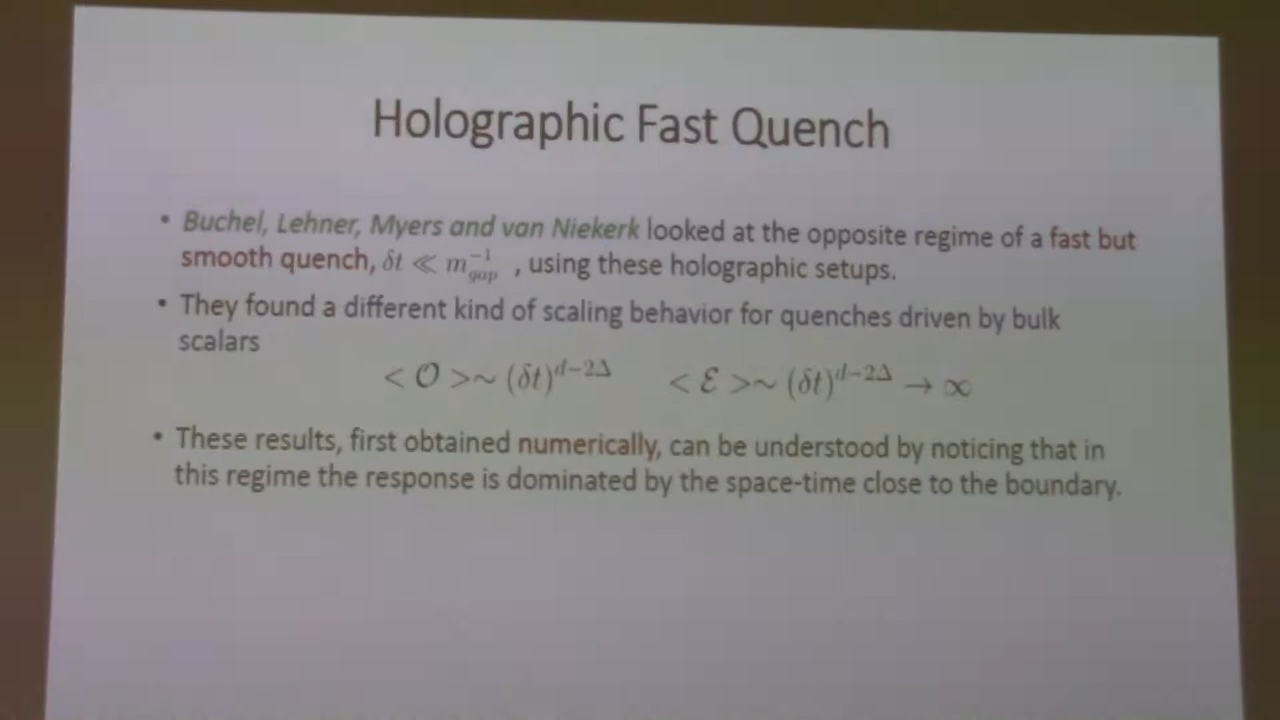 Holographic Fast Quench
• Buchel, Lehner, Myers and van Niekerk looked at the opposite regime of a fast but
smooth quench, δt ≪ m_{gap}^{-1} , using these holographic setups.
• They found a different kind of scaling behavior for quenches driven by bulk
scalars
< 𝒪 >∼ (δt)^{d−2Δ} < ℰ >∼ (δt)^{d−2Δ} → ∞
• These results, first obtained numerically, can be understood by noticing that in
this regime the response is dominated by the space-time close to the boundary.